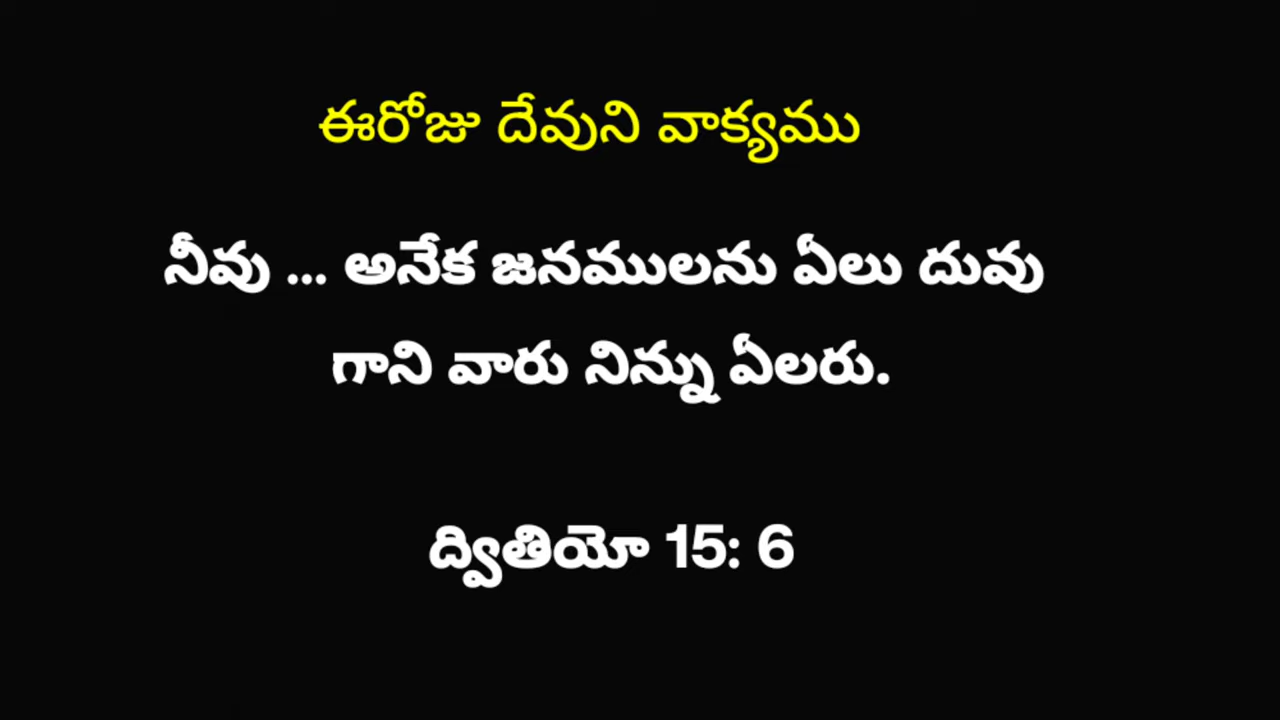 ఈరోజు దేవుని వాక్యము
నీవు ... అనేక జనములను ఏలు దువు
గాని వారు నిన్ను ఏలరు.
ద్వితియో 15: 6